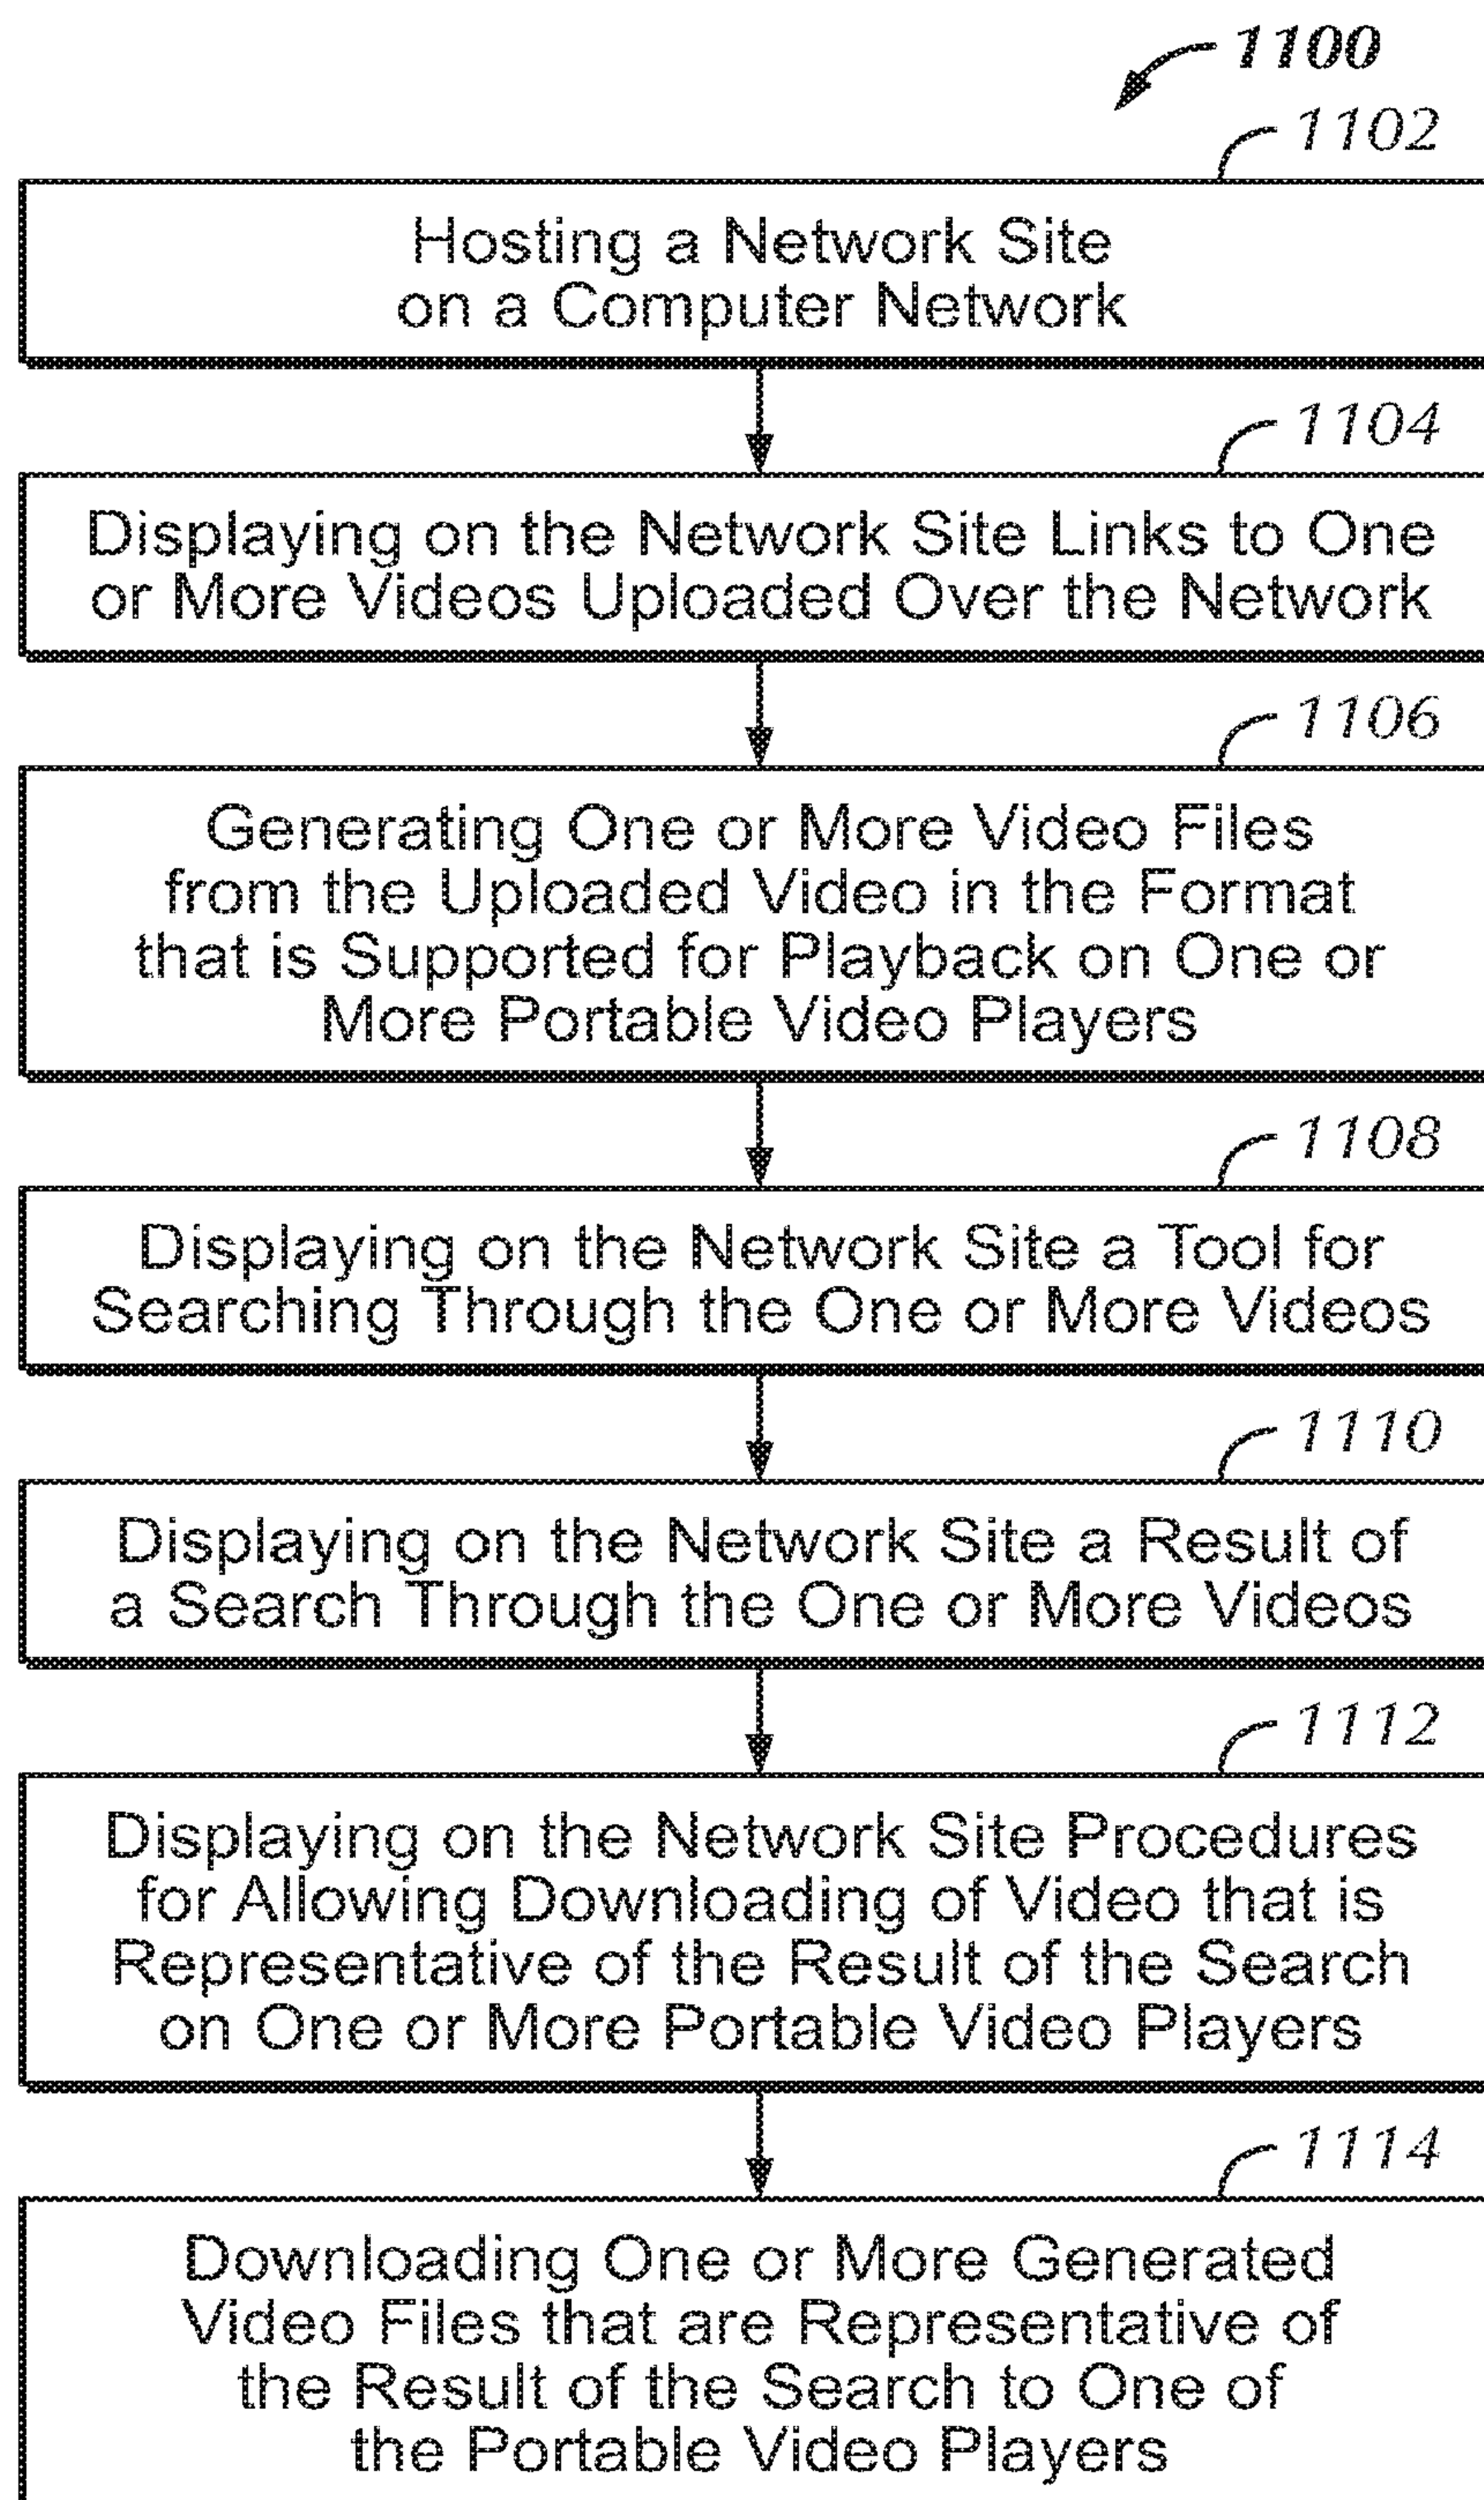 1100
1102
Hosting a Network Site
on a Computer Network
1104
Displaying on the Network Site Links to One
or More Videos Uploaded Over the Network
1106
Generating One or More Video Files
from the Uploaded Video in the Format
that is Supported for Playback on One or
More Portable Video Players
1108
Displaying on the Network Site a Tool for
Searching Through the One or More Videos
1110
Displaying on the Network Site a Result of
a Search Through the One or More Videos
1112
Displaying on the Network Site Procedures
for Allowing Downloading of Video that is
Representative of the Result of the Search
on One or More Portable Video Players
1114
Downloading One or More Generated
Video Files that are Representative of
the Result of the Search to One of
the Portable Video Players